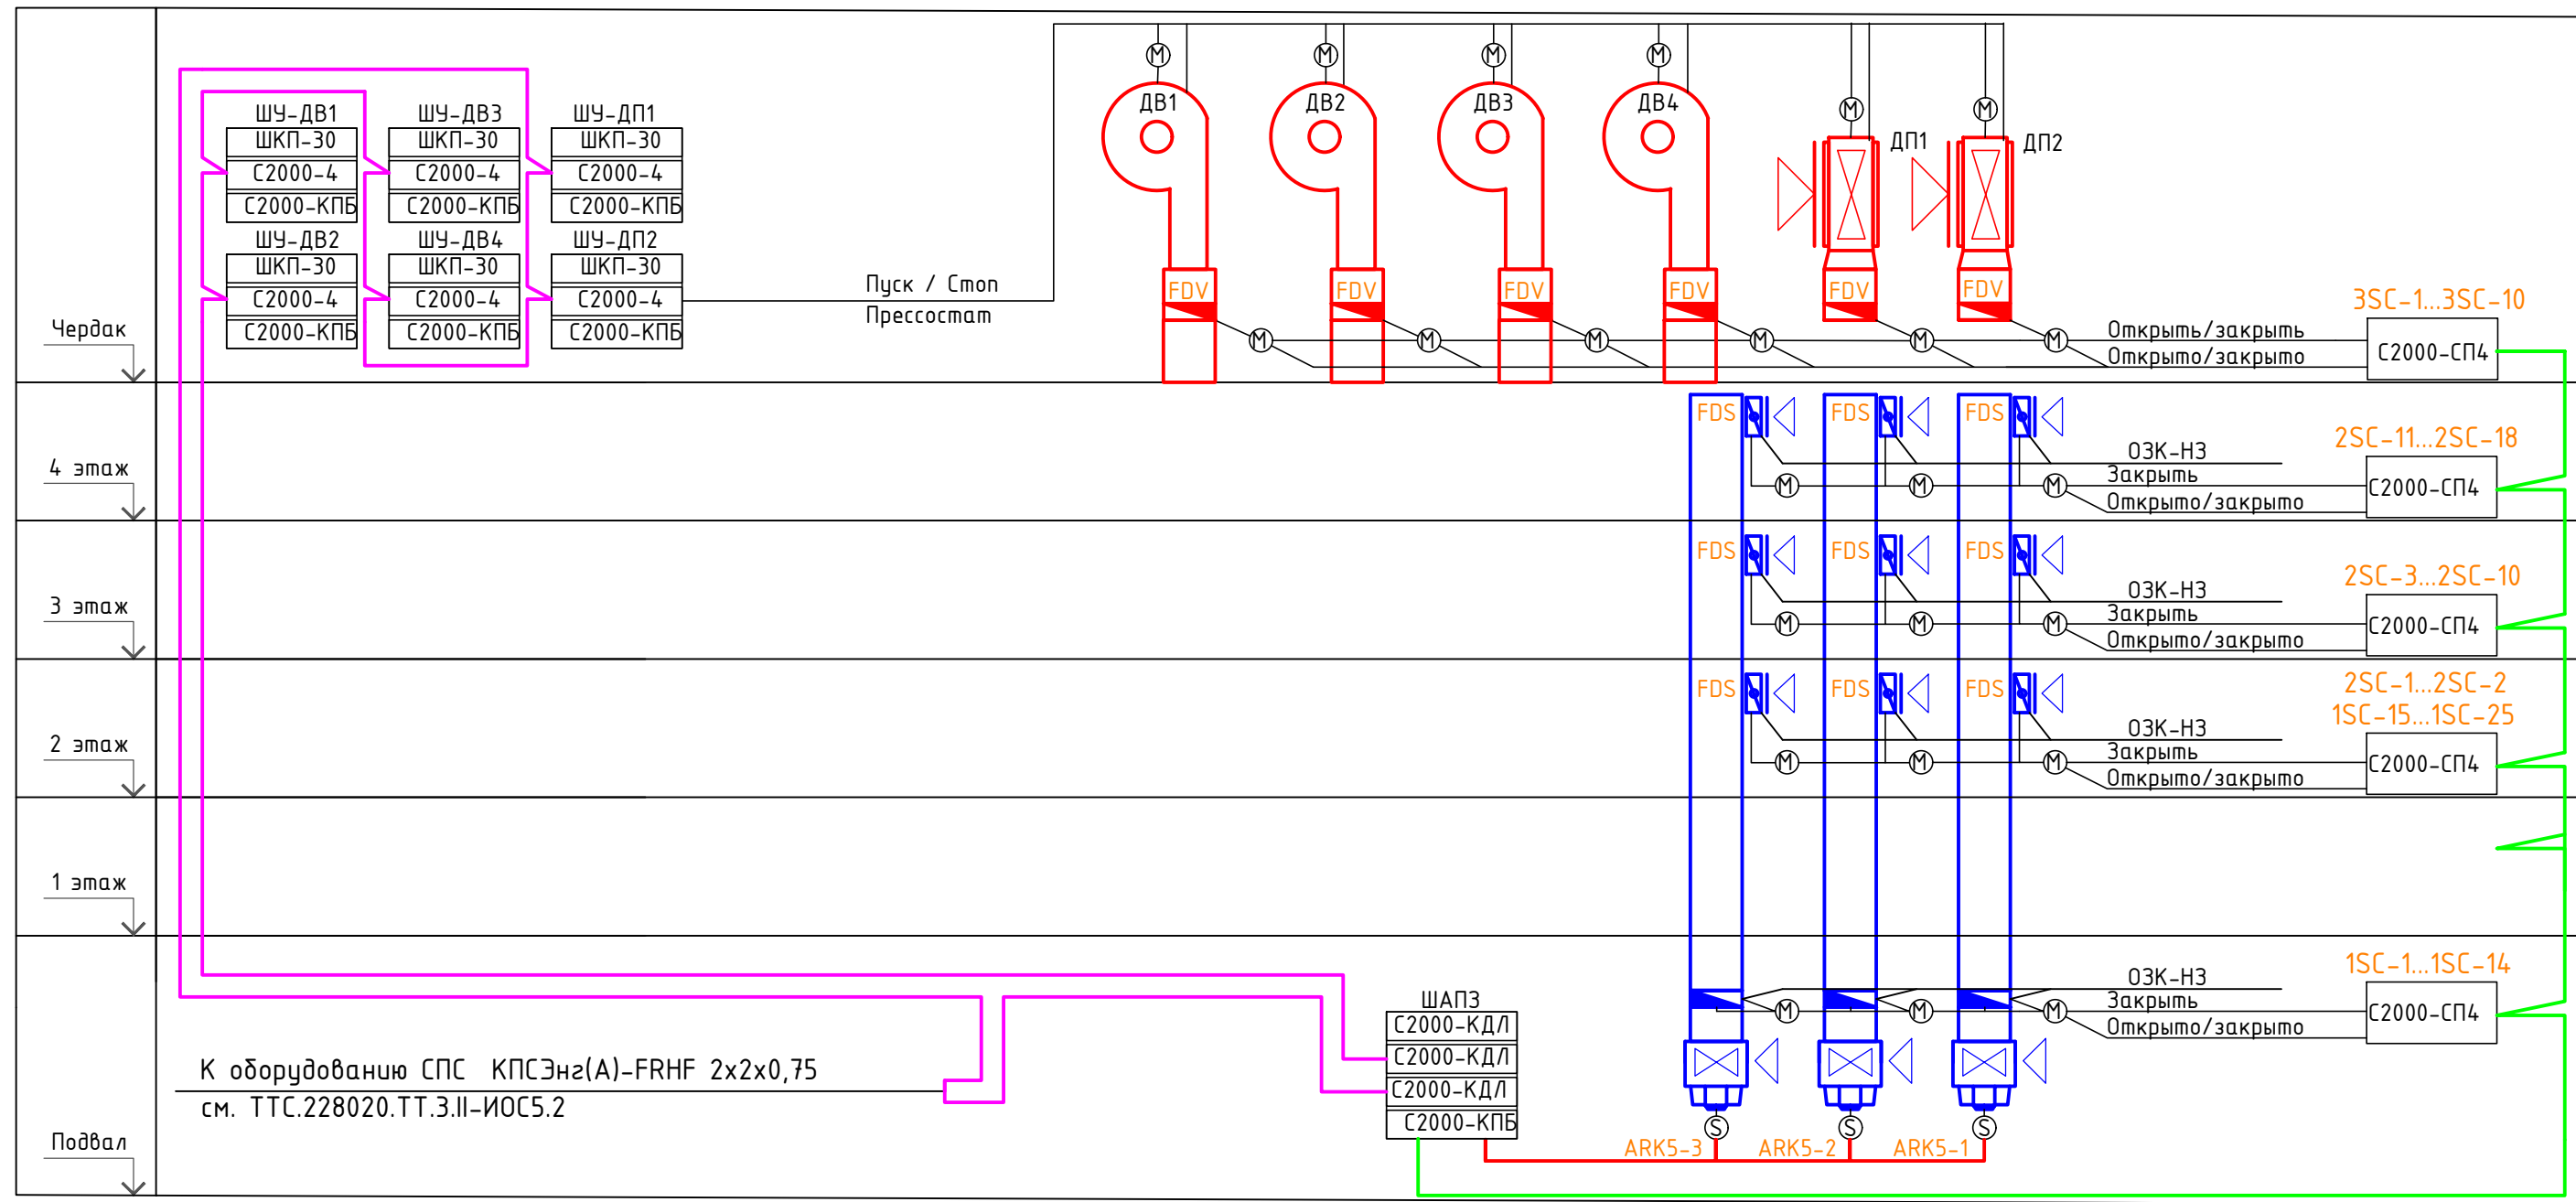 ДВ1 ДВ2 ДВ3 ДВ4 ДП1 ДП2
M M M M M M
ШУ-ДВ1 ШУ-ДВ3 ШУ-ДП1
ШКП-30 ШКП-30 ШКП-30
С2000-4 С2000-4 С2000-4
С2000-КПБ С2000-КПБ С2000-КПБ
ШУ-ДВ2 ШУ-ДВ4 ШУ-ДП2
ШКП-30 ШКП-30 ШКП-30
С2000-4 С2000-4 С2000-4
С2000-КПБ С2000-КПБ С2000-КПБ
Пуск / Стоп
Прессостат
FDV FDV FDV FDV FDV FDV
3SC-1...3SC-10
Чердак
M M M M M M
Открыть/закрыть
Открыто/закрыто
С2000-СП4
FDS FDS FDS
2SC-11...2SC-18
4 этаж
ОЗК-НЗ
Закрыть
M M M
Открыто/закрыто
С2000-СП4
FDS FDS FDS
2SC-3...2SC-10
3 этаж
ОЗК-НЗ
Закрыть
M M M
Открыто/закрыто
С2000-СП4
FDS FDS FDS
2SC-1...2SC-2
1SC-15...1SC-25
2 этаж
ОЗК-НЗ
Закрыть
M M M
Открыто/закрыто
С2000-СП4
1 этаж
1SC-1...1SC-14
ОЗК-НЗ
Закрыть
M M M
Открыто/закрыто
С2000-СП4
ШАПЗ
С2000-КДЛ
С2000-КДЛ
С2000-КДЛ
С2000-КПБ
К оборудованию СПС КПСЭнг(А)-FRHF 2х2х0,75
см. ТТС.228020.ТТ.3.II-ИОС5.2
Подвал
S S S
ARK5-3 ARK5-2 ARK5-1